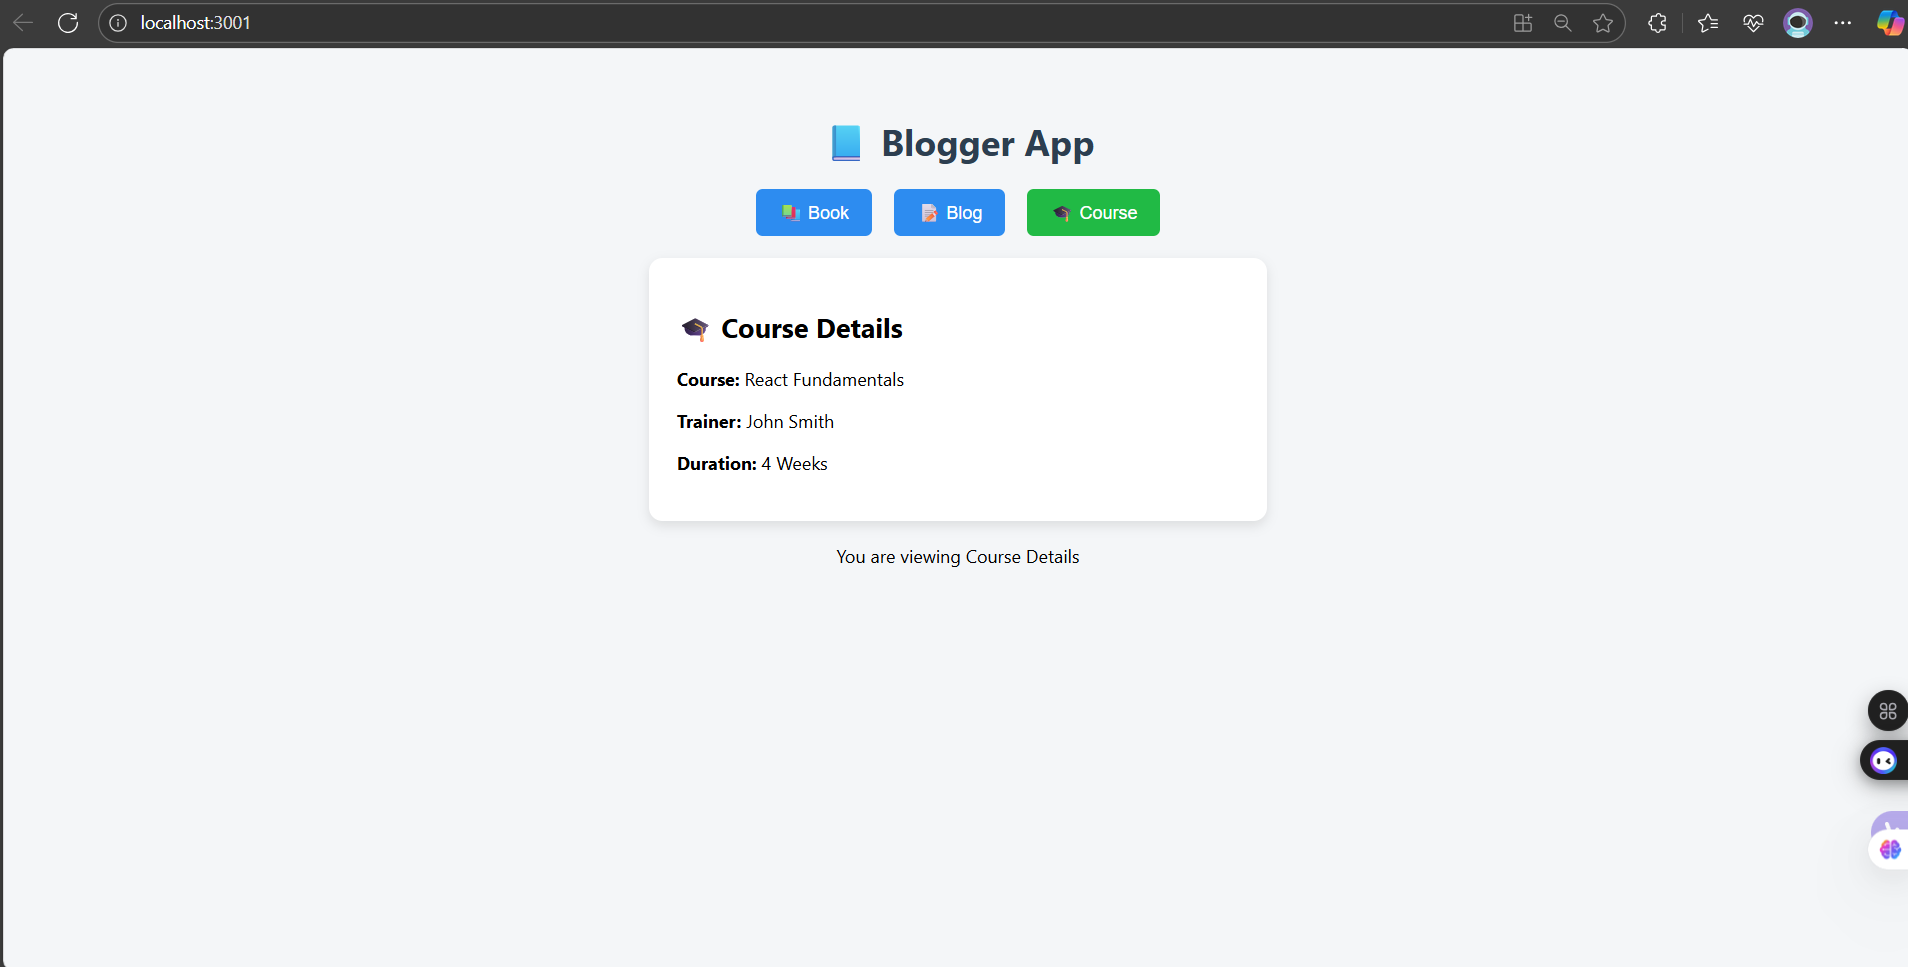 localhost:3001
Blogger App
Book
Blog
Course
Course Details
Course: React Fundamentals
Trainer: John Smith
Duration: 4 Weeks
You are viewing Course Details